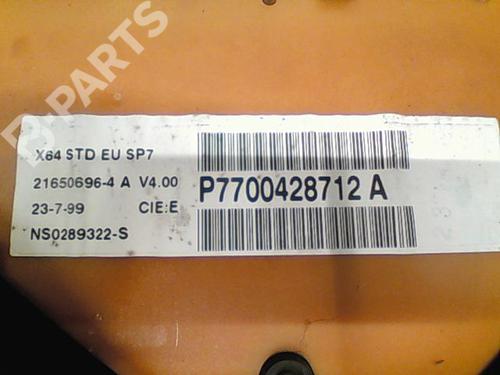 B-PARTS
X64 STD EU SP7
21650696-4 A V4.00
23-7-99 CIE:E
NS0289322-S
P7700428712 A